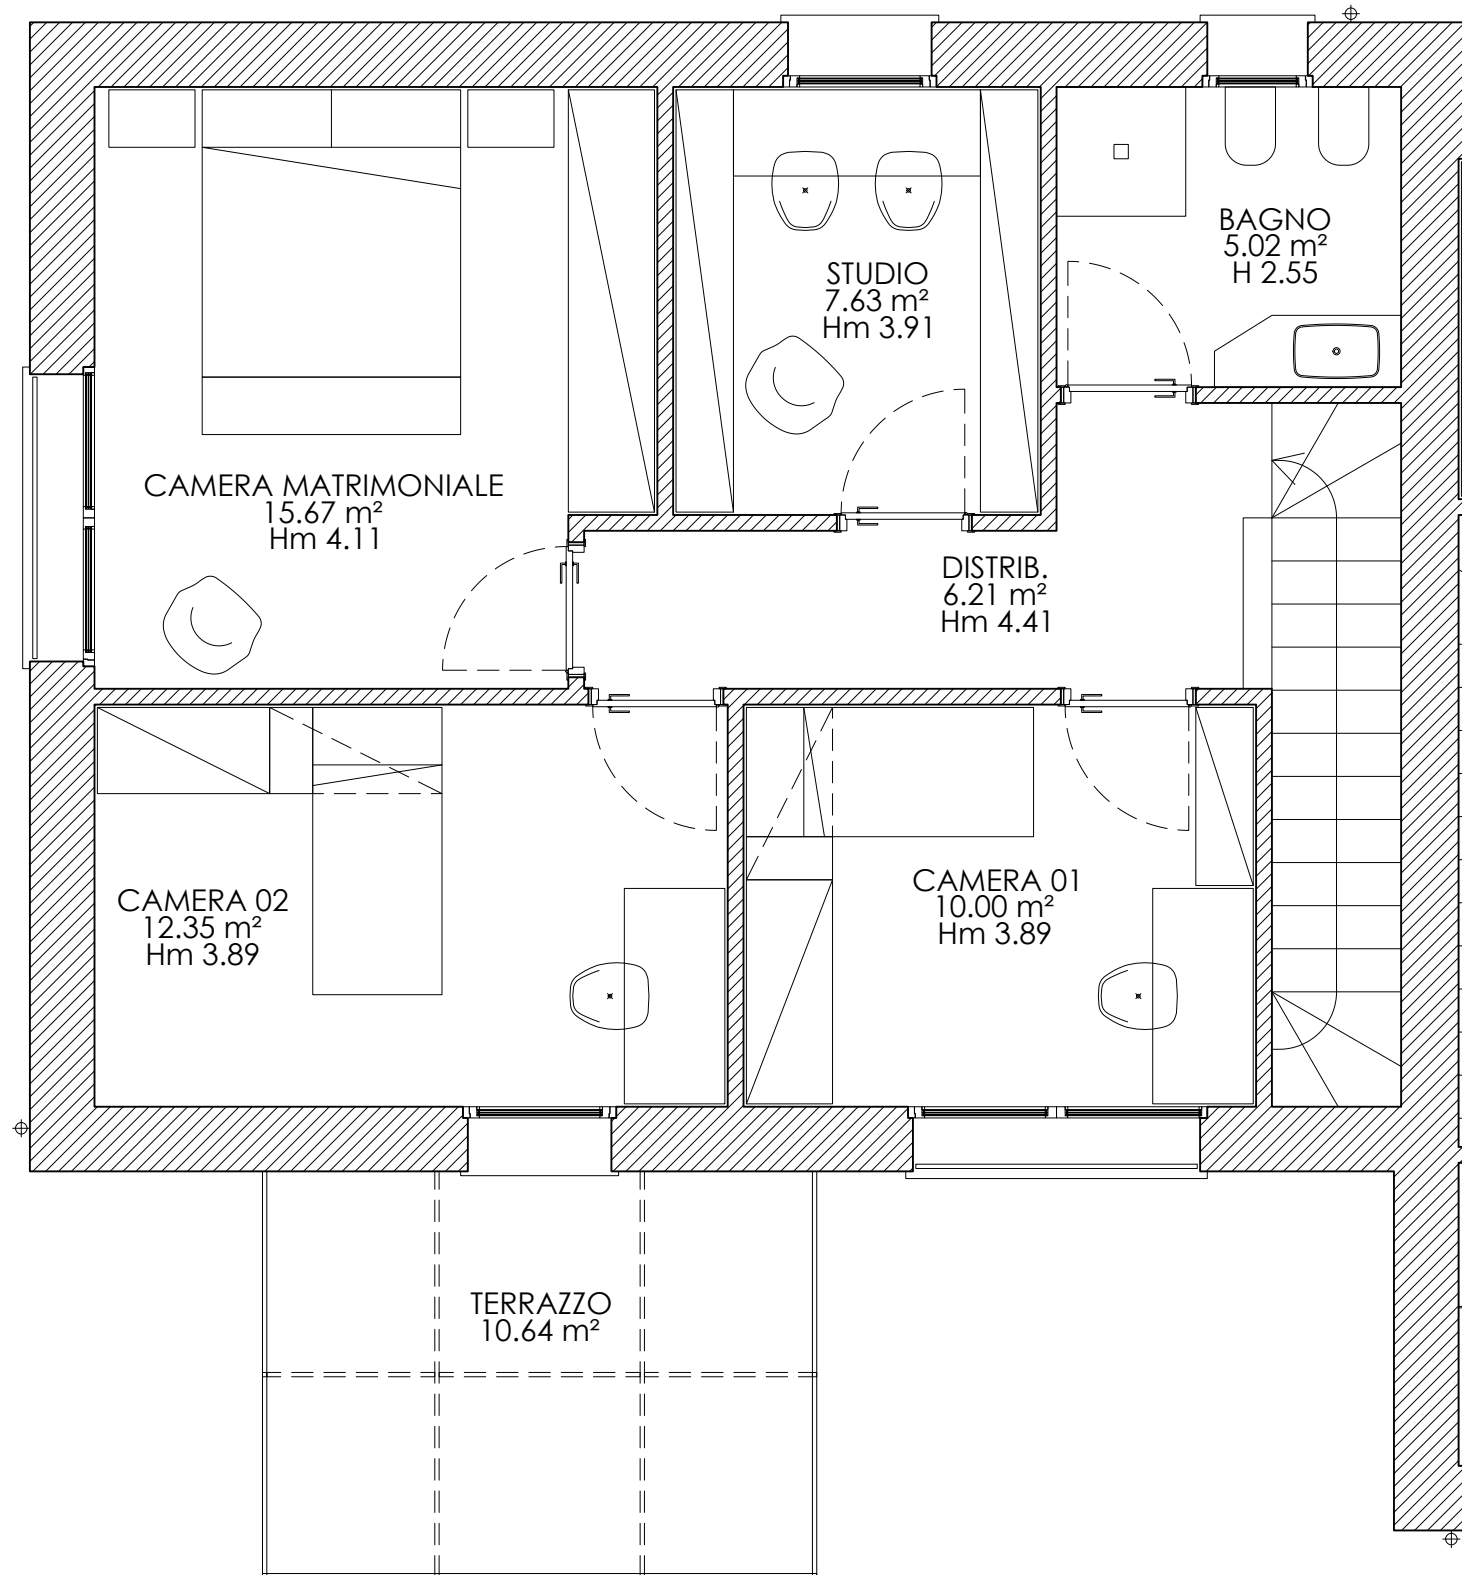 BAGNO
5.02 m²
H 2.55
STUDIO
7.63 m²
Hm 3.91
CAMERA MATRIMONIALE
15.67 m²
Hm 4.11
DISTRIB.
6.21 m²
Hm 4.41
CAMERA 02
12.35 m²
Hm 3.89
CAMERA 01
10.00 m²
Hm 3.89
TERRAZZO
10.64 m²